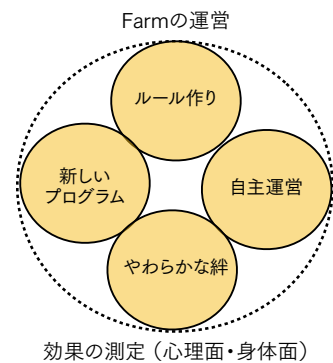 Farmの運営
ルール作り
新しい
プログラム
自主運営
やわらかな絆
効果の測定（心理面・身体面）